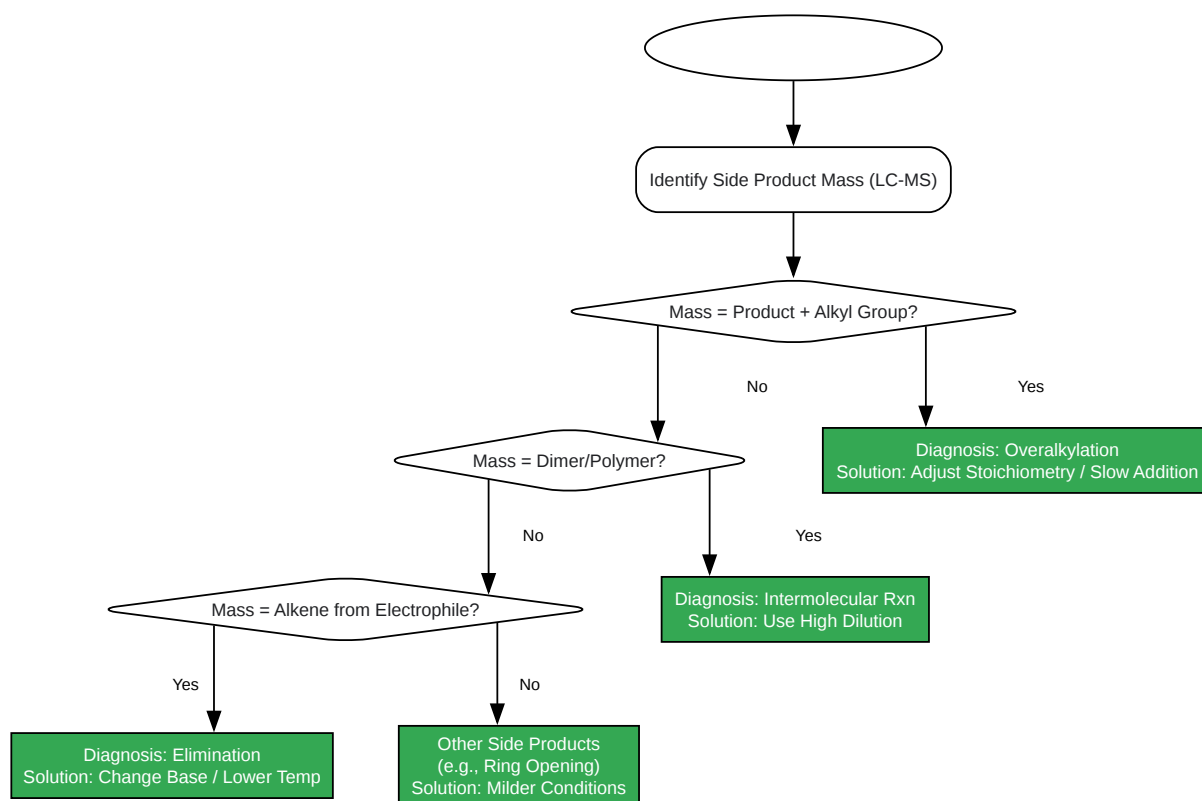 Identify Side Product Mass (LC-MS)
Mass = Product + Alkyl Group?
No
Yes
Diagnosis: Overalkylation
Solution: Adjust Stoichiometry / Slow Addition
Mass = Dimer/Polymer?
No
Yes
Diagnosis: Intermolecular Rxn
Solution: Use High Dilution
Mass = Alkene from Electrophile?
Yes
No
Diagnosis: Elimination
Solution: Change Base / Lower Temp
Other Side Products
(e.g., Ring Opening)
Solution: Milder Conditions